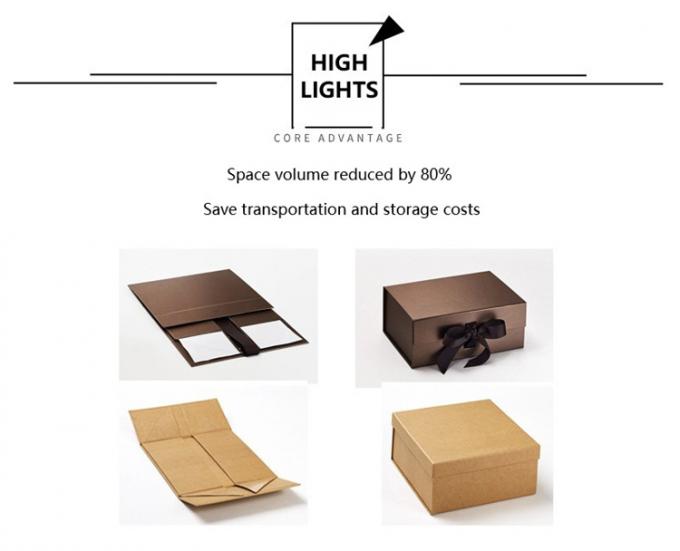 HIGH
LIGHTS
CORE ADVANTAGE
Space volume reduced by 80%
Save transportation and storage costs